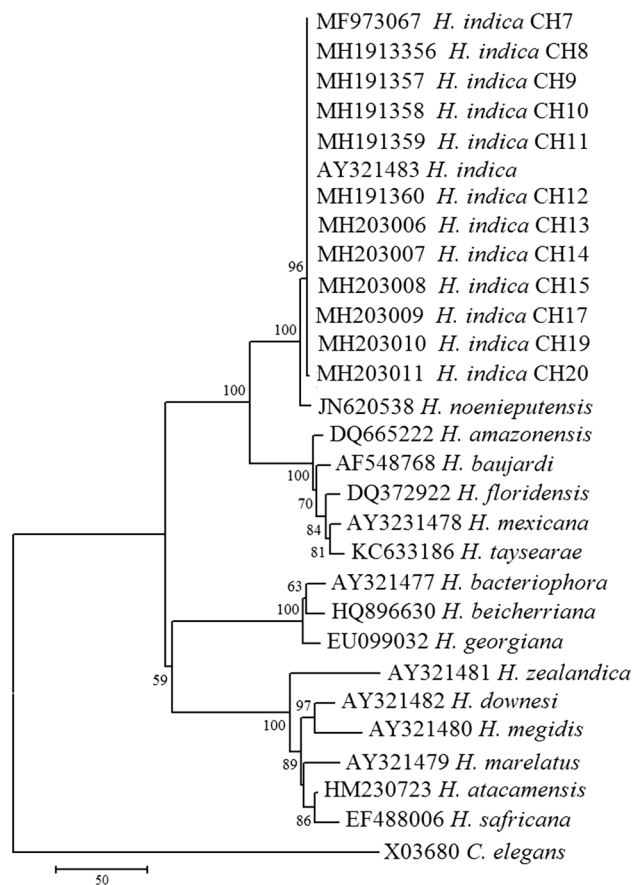 MF973067 H. indica CH7
MH1913356 H. indica CH8
MH191357 H. indica CH9
MH191358 H. indica CH10
MH191359 H. indica CH11
AY321483 H. indica
MH191360 H. indica CH12
MH203006 H. indica CH13
MH203007 H. indica CH14
96
MH203008 H. indica CH15
MH203009 H. indica CH17
100
MH203010 H. indica CH19
MH203011 H. indica CH20
100
JN620538 H. noenieputensis
DQ665222 H. amazonensis
AF548768 H. baujardi
100
DQ372922 H. floridensis
70
AY3231478 H. mexicana
84
KC633186 H. taysearae
81
63
AY321477 H. bacteriophora
100
HQ896630 H. beicherriana
EU099032 H. georgiana
AY321481 H. zealandica
59
97
AY321482 H. downesi
100
AY321480 H. megidis
AY321479 H. marelatus
89
HM230723 H. atacamensis
EF488006 H. safricana
86
X03680 C. elegans
50